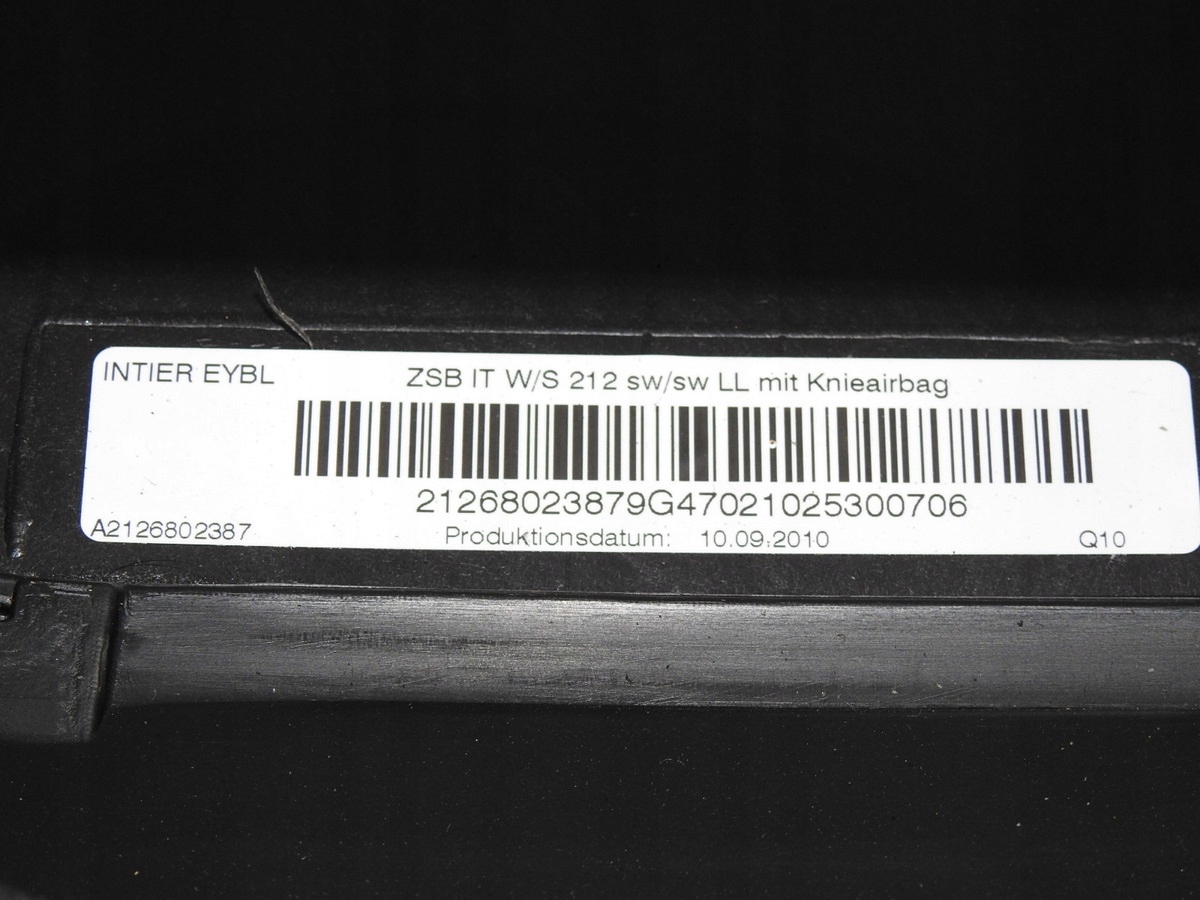 INTIER EYBL
ZSB IT W/S 212 sw/sw LL mit Knieairbag
21268023879G47021025300706
A2126802387
Produktionsdatum: 10.09.2010
Q10